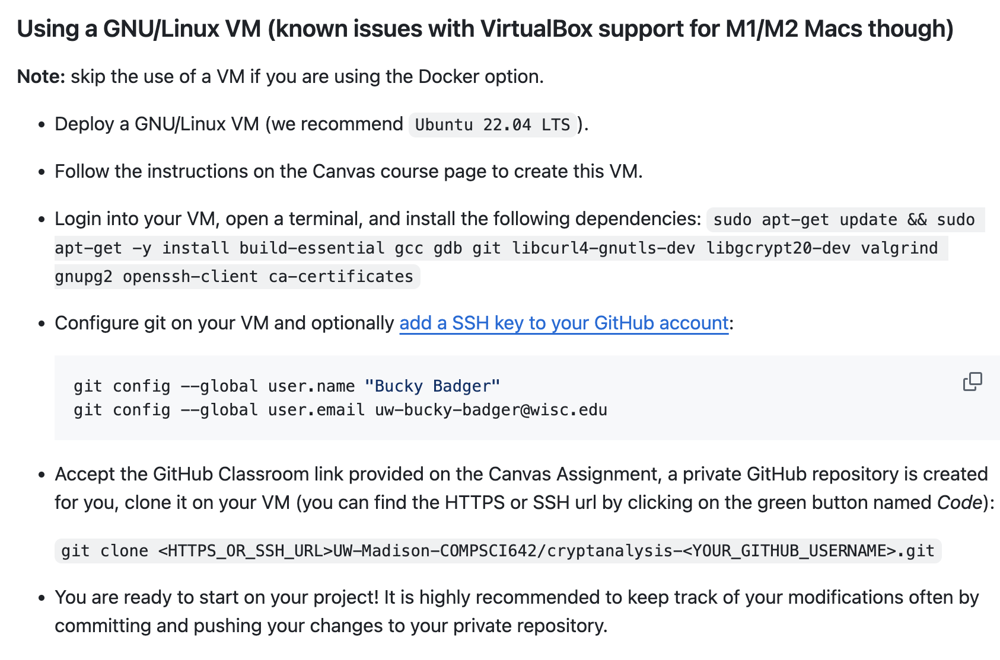 Using a GNU/Linux VM (known issues with VirtualBox support for M1/M2 Macs though)
Note: skip the use of a VM if you are using the Docker option.
• Deploy a GNU/Linux VM (we recommend Ubuntu 22.04 LTS).
• Follow the instructions on the Canvas course page to create this VM.
• Login into your VM, open a terminal, and install the following dependencies: sudo apt-get update && sudo
apt-get -y install build-essential gcc gdb git libcurl4-gnutls-dev libgcrypt20-dev valgrind
gnupg2 openssh-client ca-certificates
• Configure git on your VM and optionally add a SSH key to your GitHub account:
git config --global user.name "Bucky Badger"
git config --global user.email uw-bucky-badger@wisc.edu
• Accept the GitHub Classroom link provided on the Canvas Assignment, a private GitHub repository is created
for you, clone it on your VM (you can find the HTTPS or SSH url by clicking on the green button named Code):
git clone <HTTPS_OR_SSH_URL>UW-Madison-COMPSCI642/cryptanalysis-<YOUR_GITHUB_USERNAME>.git
• You are ready to start on your project! It is highly recommended to keep track of your modifications often by
committing and pushing your changes to your private repository.